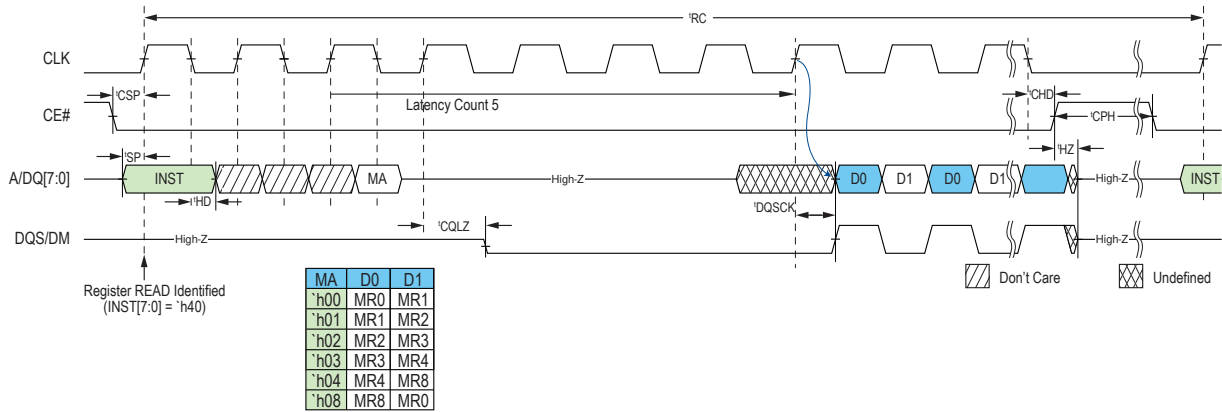 tRC
CLK
tCSP
Latency Count 5
tCHD
CE#
tCPH
tSP
tHZ
A/DQ[7:0]
INST
MA
High-Z
D0
D1
D0
D1
High-Z
INST
tHD
tDQSCK
tCQLZ
DQS/DM
High-Z
High-Z
Register READ Identified
(INST[7:0] = `h40)
Don't Care
Undefined
MA D0 D1
`h00 MR0 MR1
`h01 MR1 MR2
`h02 MR2 MR3
`h03 MR3 MR4
`h04 MR4 MR8
`h08 MR8 MR0